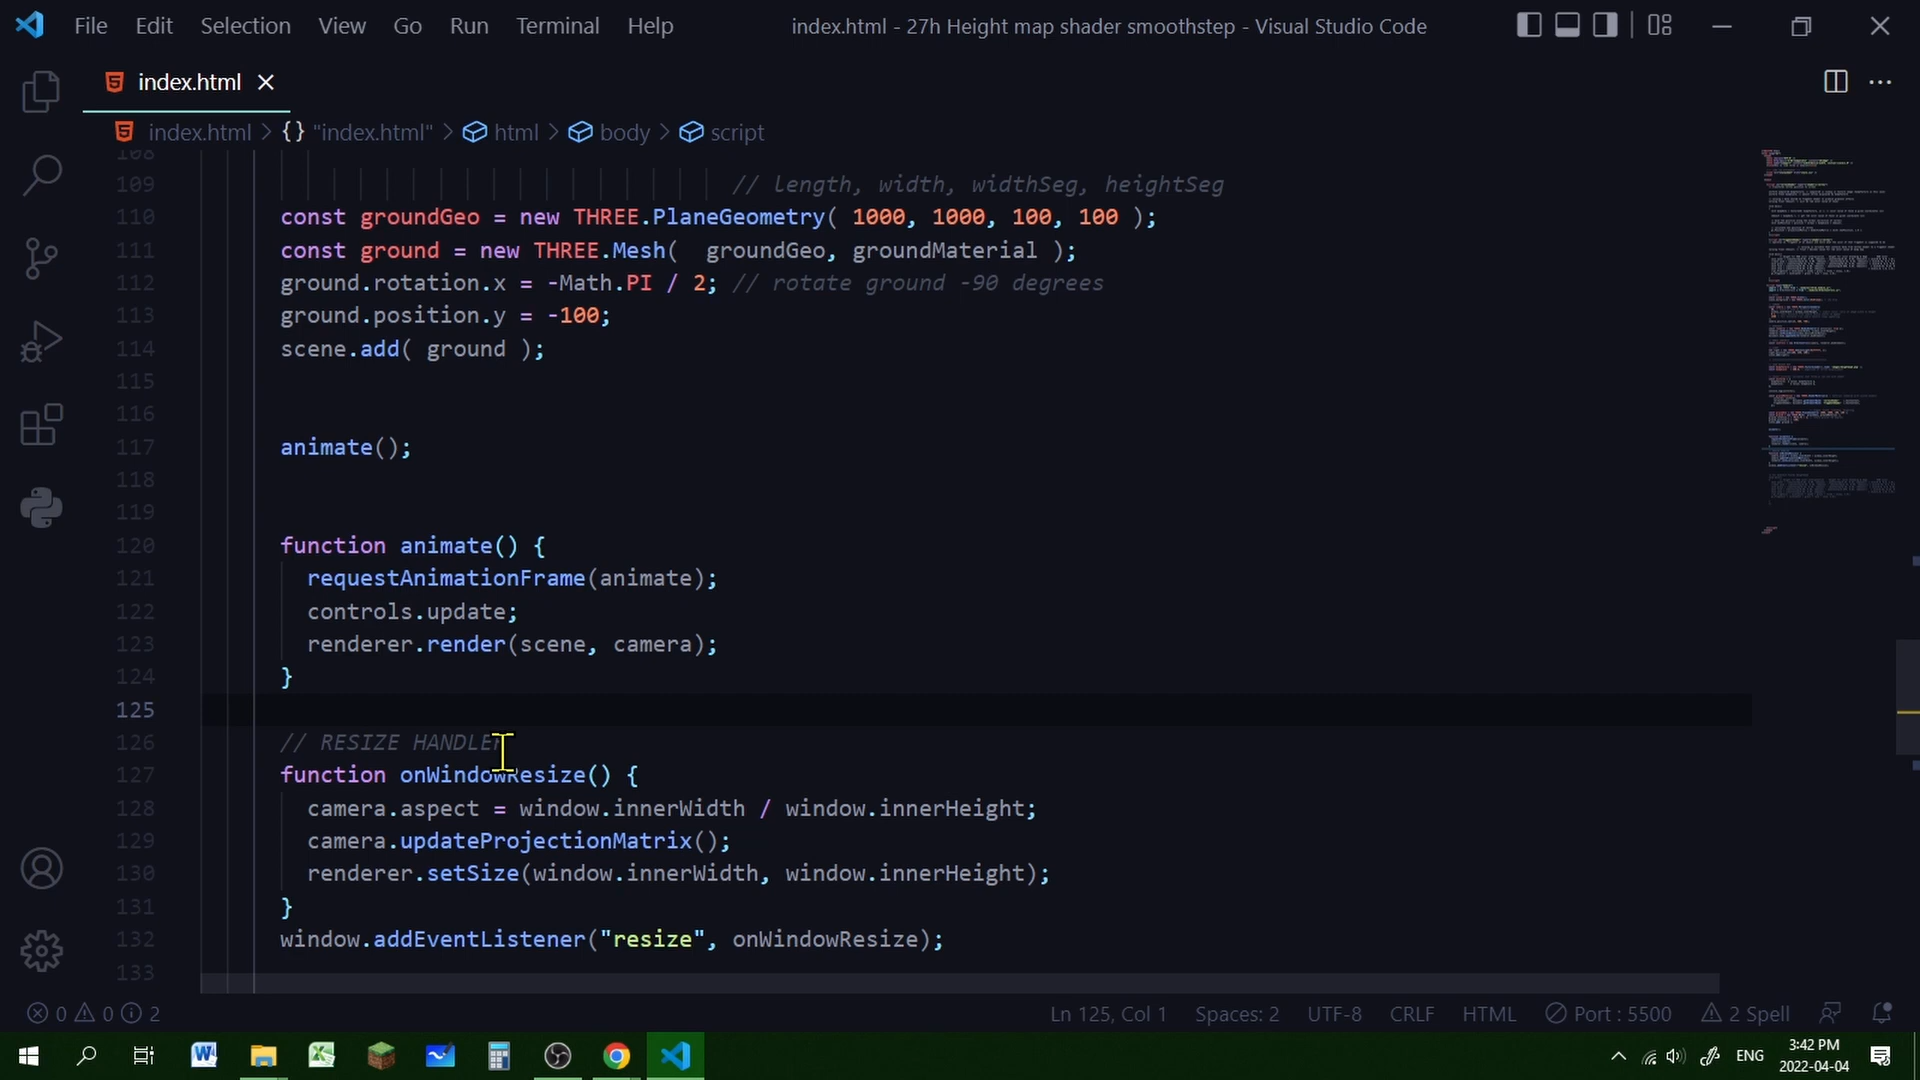 File Edit Selection View Go Run Terminal Help index.html - 27h Height map shader smoothstep - Visual Studio Code
index.html
index.html > {} "index.html" > html > body > script
108
109 // length, width, widthSeg, heightSeg
110 const groundGeo = new THREE.PlaneGeometry( 1000, 1000, 100, 100 );
111 const ground = new THREE.Mesh(  groundGeo, groundMaterial );
112 ground.rotation.x = -Math.PI / 2; // rotate ground -90 degrees
113 ground.position.y = -100;
114 scene.add( ground );
115
116
117 animate();
118
119
120 function animate() {
121 requestAnimationFrame(animate);
122 controls.update;
123 renderer.render(scene, camera);
124 }
125
126 // RESIZE HANDLER
127 function onWindowResize() {
128 camera.aspect = window.innerWidth / window.innerHeight;
129 camera.updateProjectionMatrix();
130 renderer.setSize(window.innerWidth, window.innerHeight);
131 }
132 window.addEventListener("resize", onWindowResize);
133
0 0 2 Ln 125, Col 1 Spaces: 2 UTF-8 CRLF HTML Port : 5500 2 Spell
ENG 3:42 PM
2022-04-04